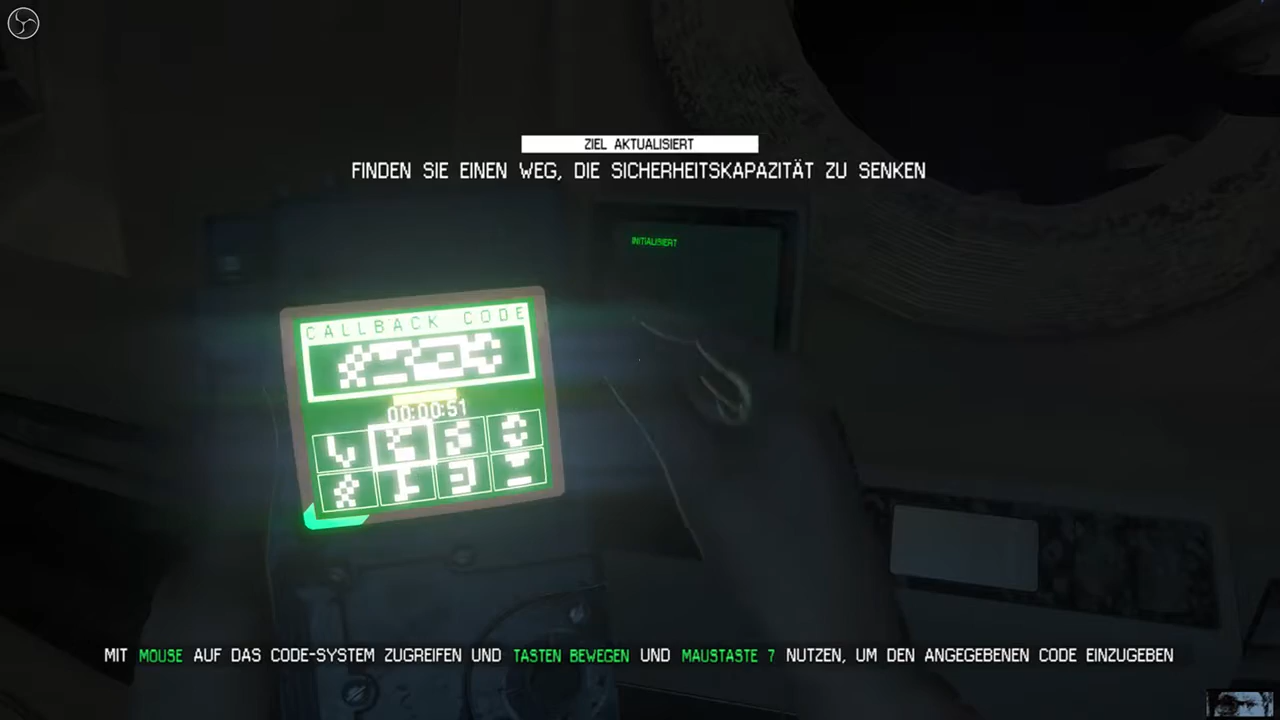 ZIEL AKTUALISIERT
FINDEN SIE EINEN WEG, DIE SICHERHEITSKAPAZITÄT ZU SENKEN
INITIALISIERT
CALLBACK CODE
00:00:51
MIT MOUSE AUF DAS CODE-SYSTEM ZUGREIFEN UND TASTEN BEWEGEN UND MAUSTASTE 7 NUTZEN, UM DEN ANGEGEBENEN CODE EINZUGEBEN